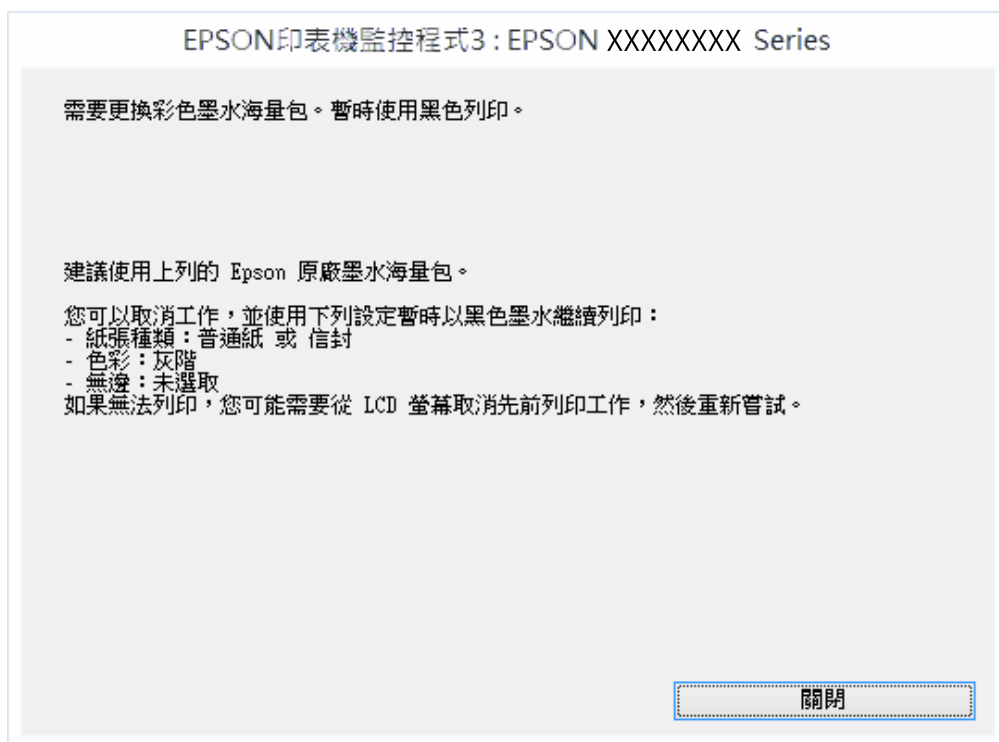 EPSON印表機監控程式3 : EPSON XXXXXXXX Series
需要更換彩色墨水海量包。暫時使用黑色列印。
建議使用上列的 Epson 原廠墨水海量包。
您可以取消工作，並使用下列設定暫時以黑色墨水繼續列印：
- 紙張種類：普通紙 或 信封
- 色彩：灰階
- 無邊：未選取
如果無法列印，您可能需要從 LCD 螢幕取消先前列印工作，然後重新嘗試。
關閉